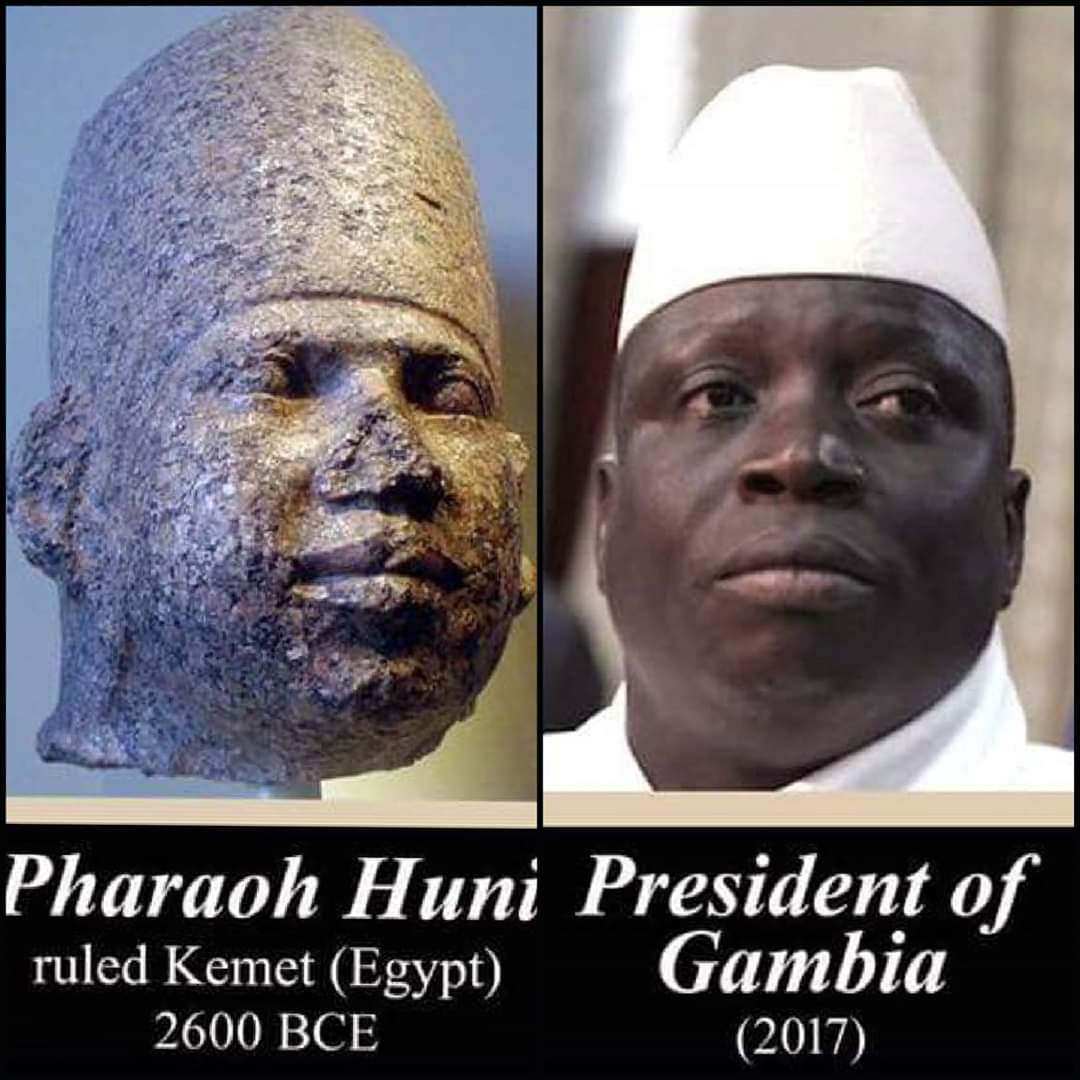 Pharaoh Huni
ruled Kemet (Egypt)
2600 BCE
President of
Gambia
(2017)